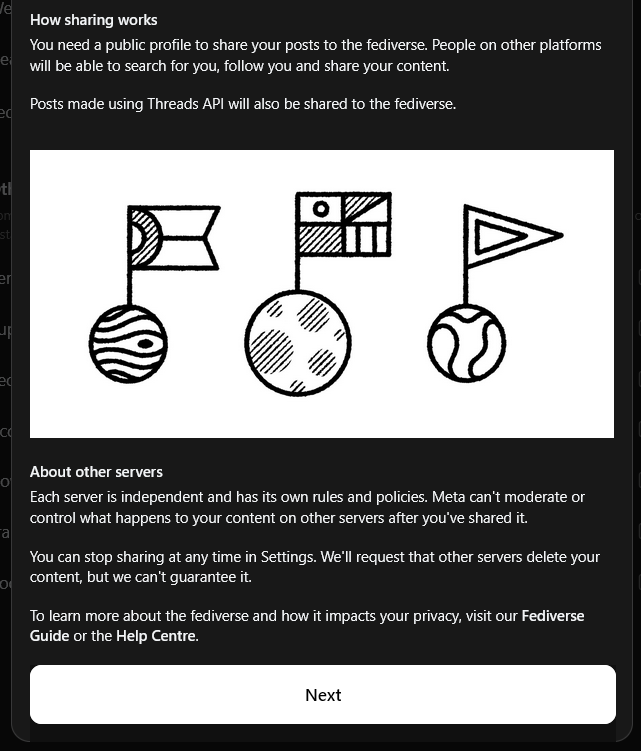 How sharing works
You need a public profile to share your posts to the fediverse. People on other platforms
will be able to search for you, follow you and share your content.
Posts made using Threads API will also be shared to the fediverse.
About other servers
Each server is independent and has its own rules and policies. Meta can't moderate or
control what happens to your content on other servers after you've shared it.
You can stop sharing at any time in Settings. We'll request that other servers delete your
content, but we can't guarantee it.
To learn more about the fediverse and how it impacts your privacy, visit our Fediverse
Guide or the Help Centre.
Next